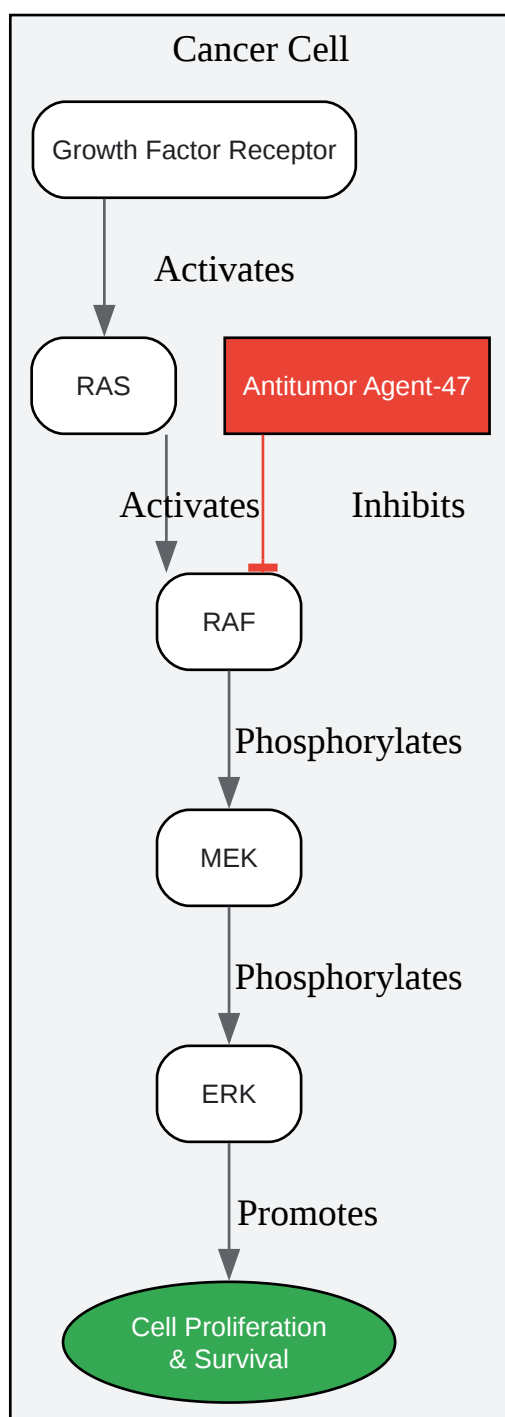 Cancer Cell
Growth Factor Receptor
Activates
RAS
Antitumor Agent-47
Activates
Inhibits
RAF
Phosphorylates
MEK
Phosphorylates
ERK
Promotes
Cell Proliferation
& Survival